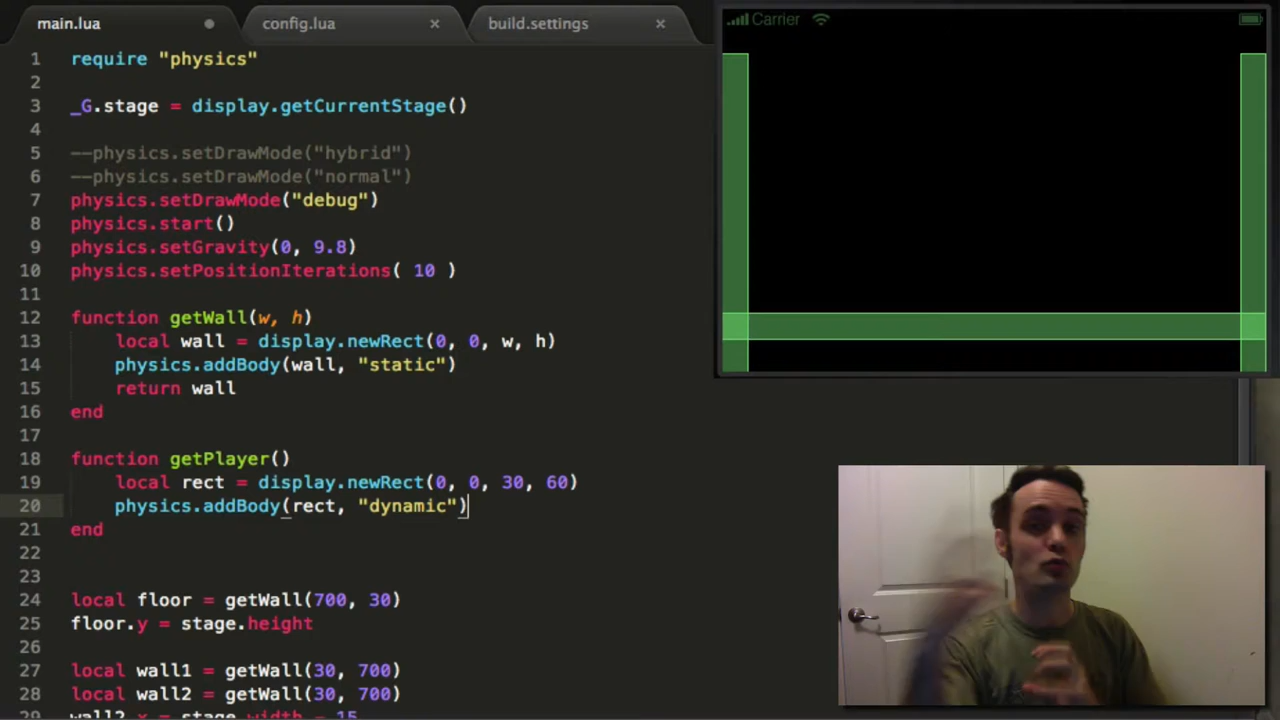 main.lua
config.lua
build.settings
Carrier
1 require "physics"
2
3 _G.stage = display.getCurrentStage()
4
5 --physics.setDrawMode("hybrid")
6 --physics.setDrawMode("normal")
7 physics.setDrawMode("debug")
8 physics.start()
9 physics.setGravity(0, 9.8)
10 physics.setPositionIterations( 10 )
11
12 function getWall(w, h)
13 local wall = display.newRect(0, 0, w, h)
14 physics.addBody(wall, "static")
15 return wall
16 end
17
18 function getPlayer()
19 local rect = display.newRect(0, 0, 30, 60)
20 physics.addBody(rect, "dynamic")
21 end
22
23
24 local floor = getWall(700, 30)
25 floor.y = stage.height
26
27 local wall1 = getWall(30, 700)
28 local wall2 = getWall(30, 700)
29 wall2.x = stage.width - 15